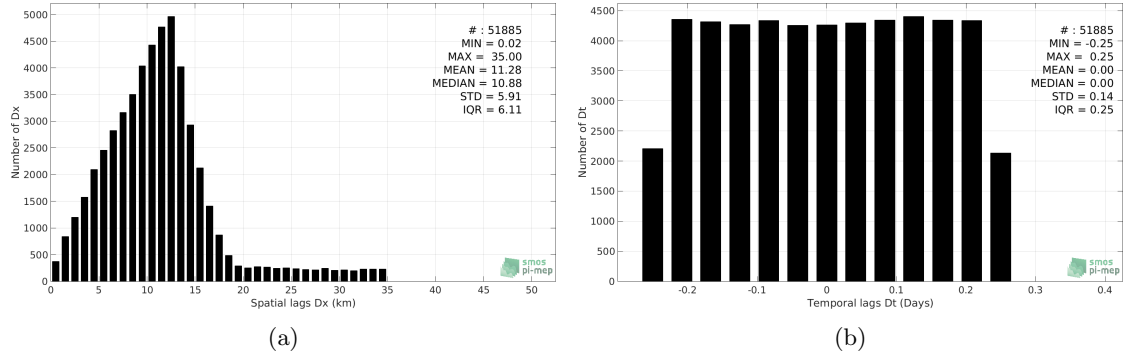 5000
4500
4000
3500
3000
2500
2000
1500
1000
500
0
0 5 10 15 20 25 30 35 40 45 50
Number of Dx
Spatial lags Dx (km)
# : 51885
MIN = 0.02
MAX = 35.00
MEAN = 11.28
MEDIAN = 10.88
STD = 5.91
IQR = 6.11
smos
pi-mep
(a)
4500
4000
3500
3000
2500
2000
1500
1000
500
0
-0.2 -0.1 0 0.1 0.2 0.3 0.4
Number of Dt
Temporal lags Dt (Days)
# : 51885
MIN = -0.25
MAX = 0.25
MEAN = 0.00
MEDIAN = 0.00
STD = 0.14
IQR = 0.25
smos
pi-mep
(b)